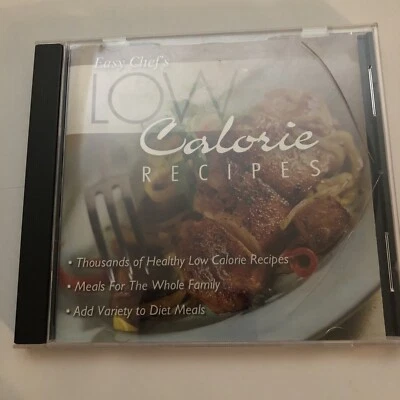 Easy Chef's
LOW
Calorie
RECIPES
• Thousands of Healthy Low Calorie Recipes
• Meals For The Whole Family
• Add Variety to Diet Meals